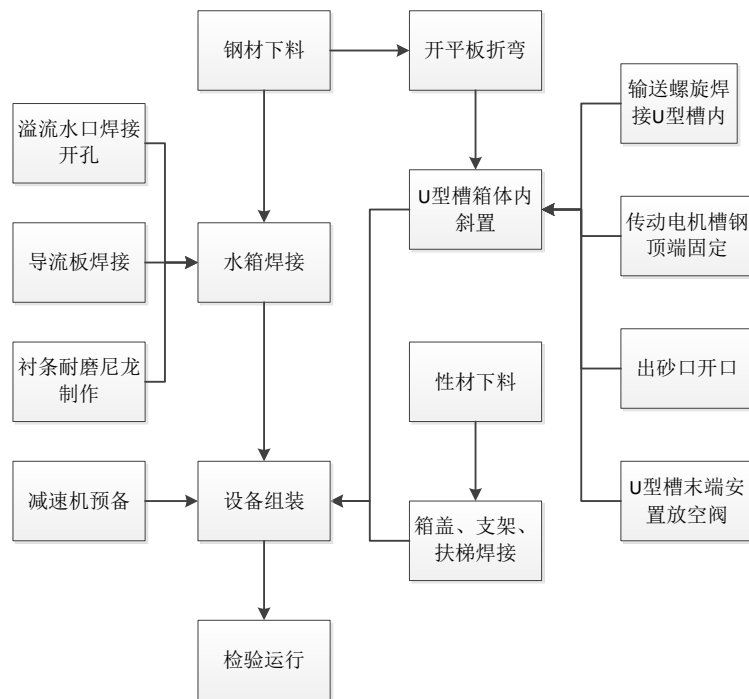 钢材下料
开平板折弯
输送螺旋焊
接U型槽内
溢流水口焊接
开孔
U型槽箱体内
斜置
传动电机槽钢
顶端固定
导流板焊接
水箱焊接
衬条耐磨尼龙
制作
性材下料
出砂口开口
减速机预备
设备组装
箱盖、支架、
扶梯焊接
U型槽末端安
置放空阀
检验运行